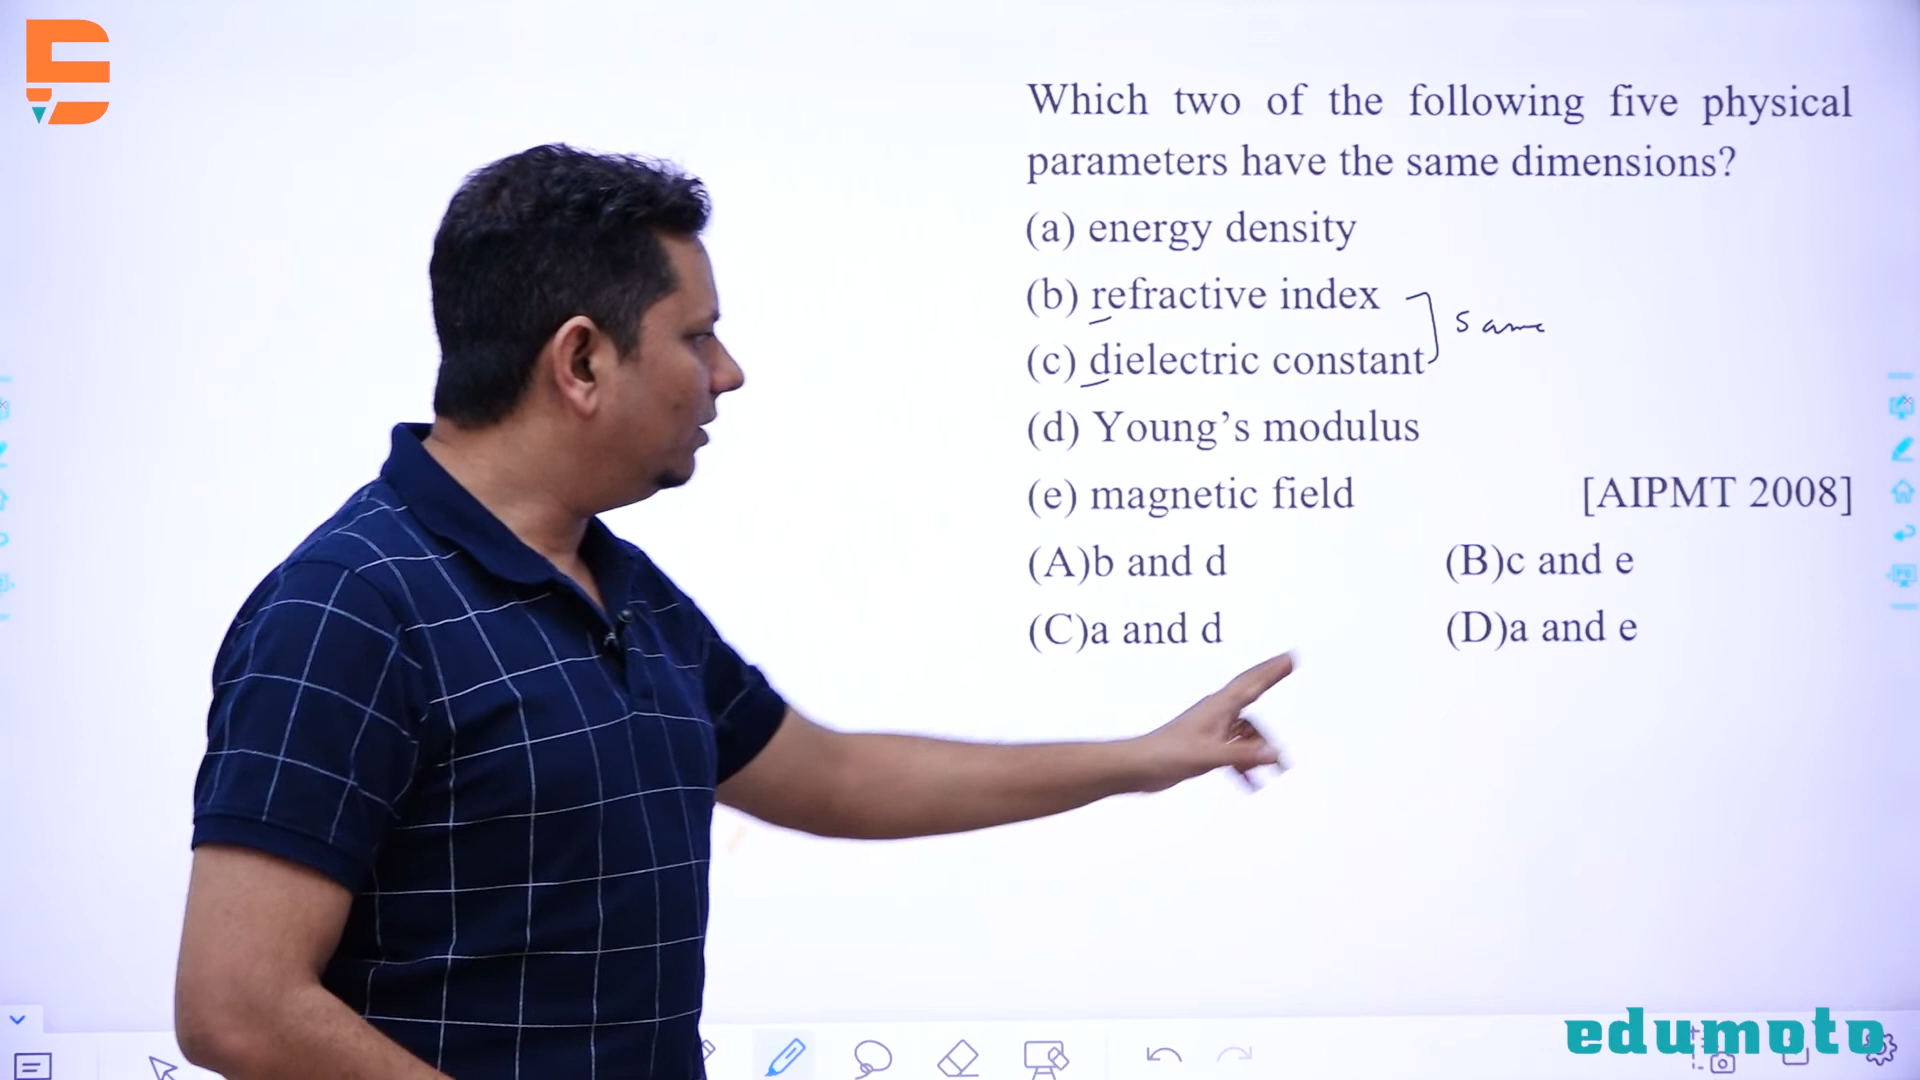 Which two of the following five physical
parameters have the same dimensions?
(a) energy density
(b) refractive index
same
(c) dielectric constant
(d) Young’s modulus
(e) magnetic field [AIPMT 2008]
(A)b and d (B)c and e
(C)a and d (D)a and e
edumoto